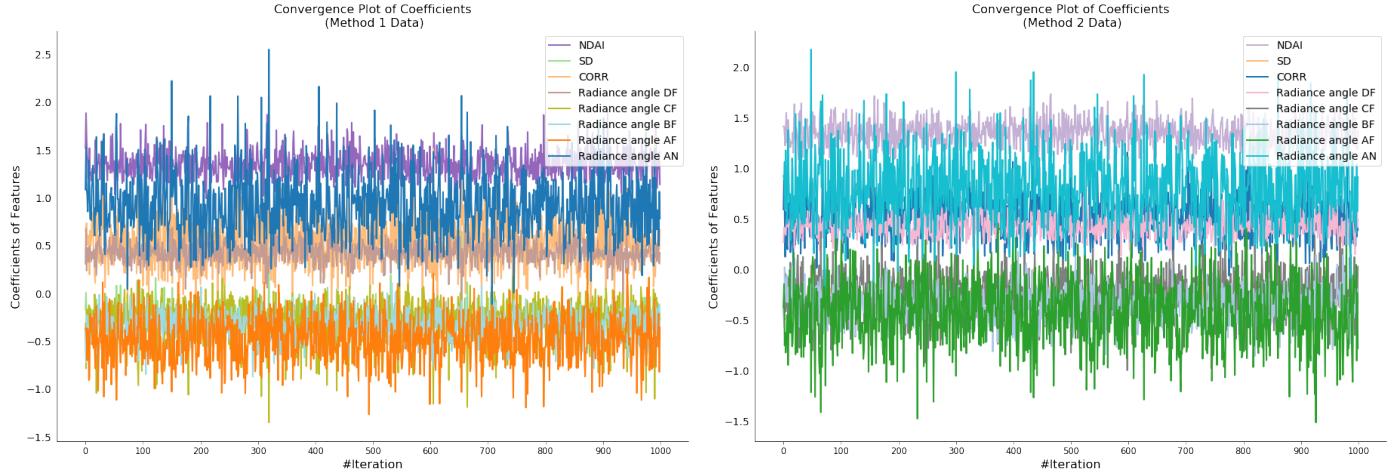 Convergence Plot of Coefficients
(Method 1 Data)
Coefficients of Features
2.5
2.0
1.5
1.0
0.5
0.0
−0.5
−1.0
−1.5
NDAI
SD
CORR
Radiance angle DF
Radiance angle CF
Radiance angle BF
Radiance angle AF
Radiance angle AN
0 100 200 300 400 500 600 700 800 900 1000
#Iteration
Convergence Plot of Coefficients
(Method 2 Data)
Coefficients of Features
2.0
1.5
1.0
0.5
0.0
−0.5
−1.0
−1.5
NDAI
SD
CORR
Radiance angle DF
Radiance angle CF
Radiance angle BF
Radiance angle AF
Radiance angle AN
0 100 200 300 400 500 600 700 800 900 1000
#Iteration